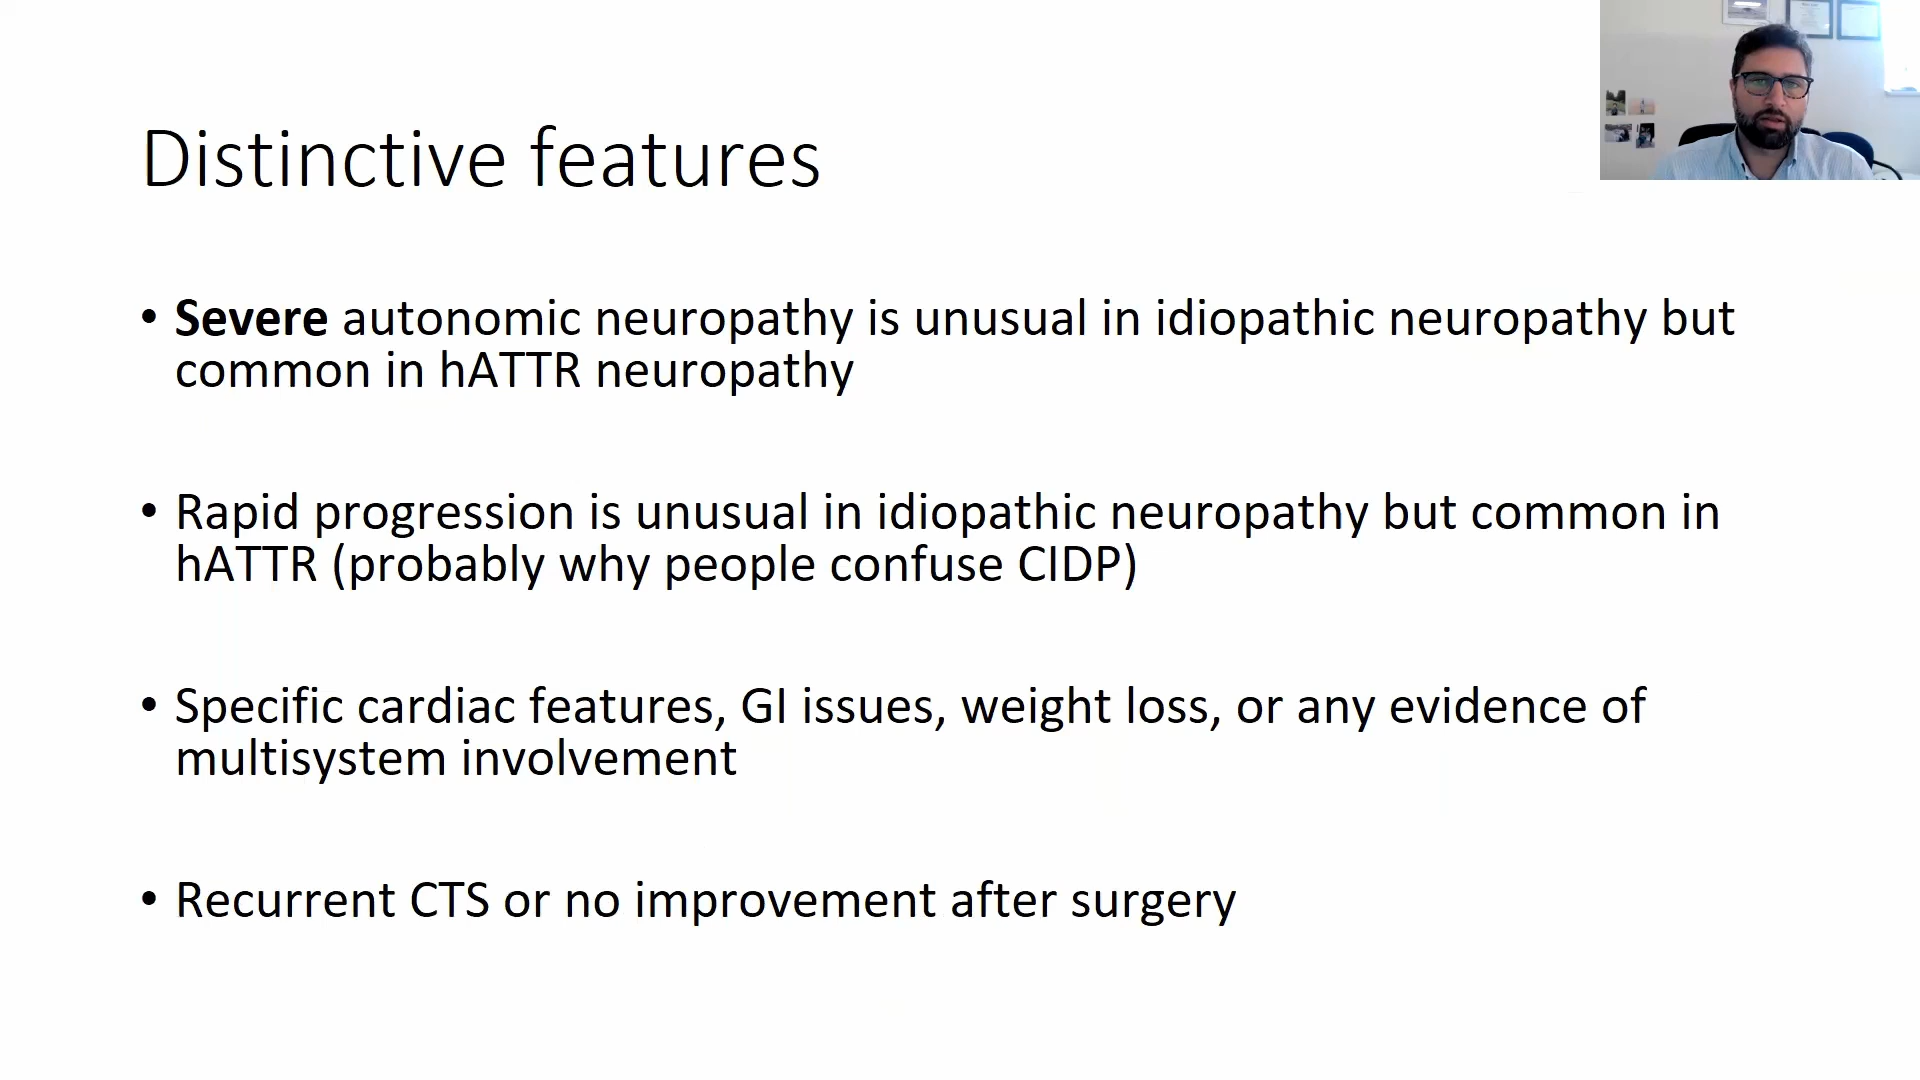 Distinctive features
• Severe autonomic neuropathy is unusual in idiopathic neuropathy but
common in hATTR neuropathy
• Rapid progression is unusual in idiopathic neuropathy but common in
hATTR (probably why people confuse CIDP)
• Specific cardiac features, GI issues, weight loss, or any evidence of
multisystem involvement
• Recurrent CTS or no improvement after surgery